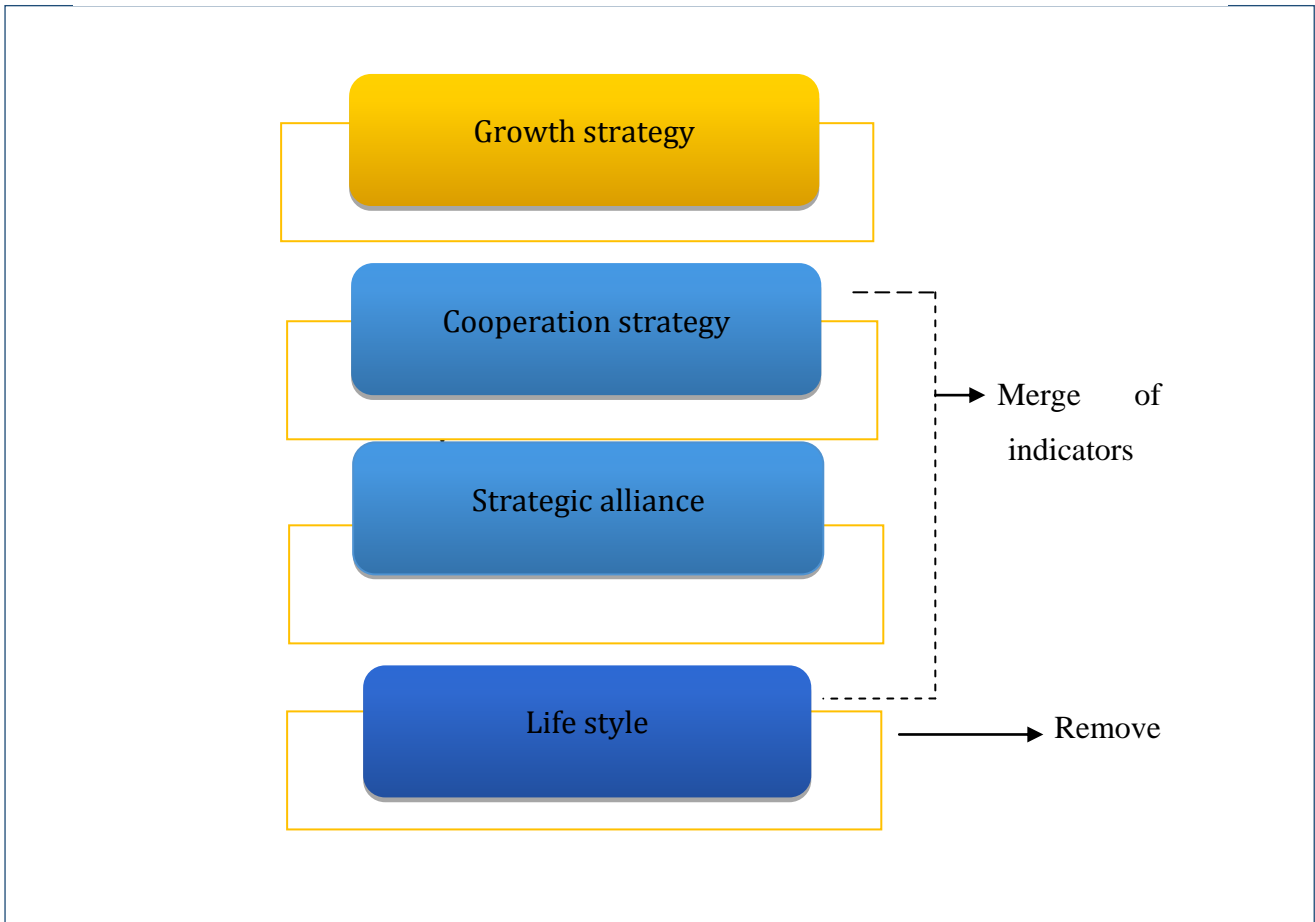 Growth strategy
Cooperation strategy
Merge of
indicators
Strategic alliance
Life style
Remove